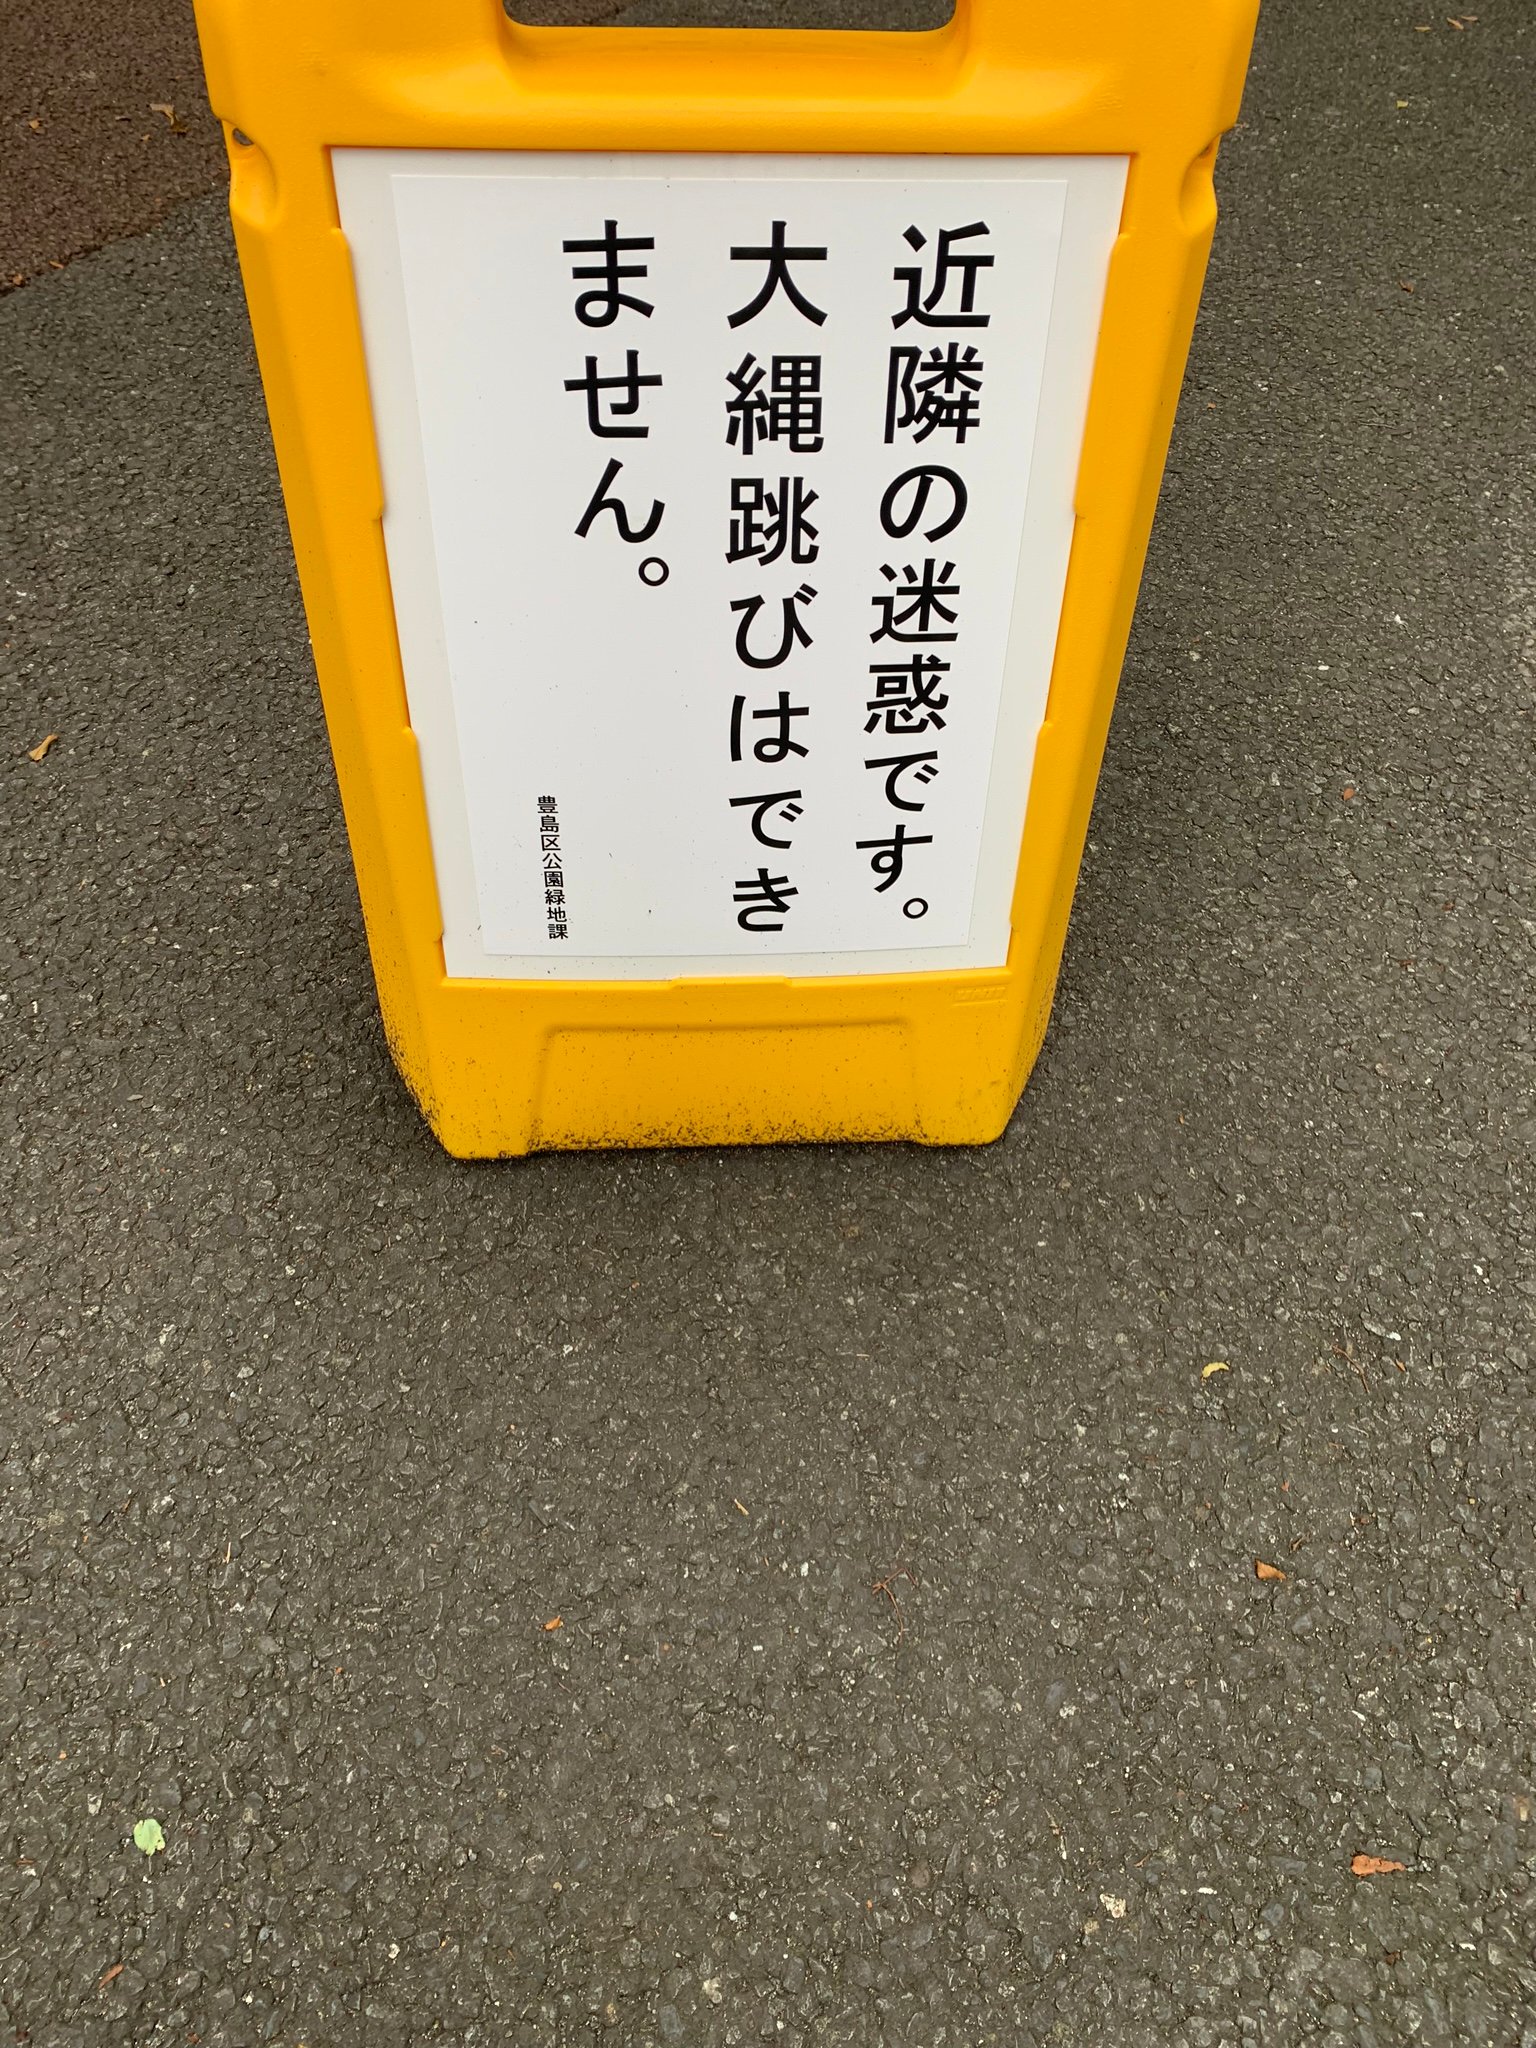 近隣の迷惑です。
大縄跳びはでき
ません。
豊島区公園緑地課